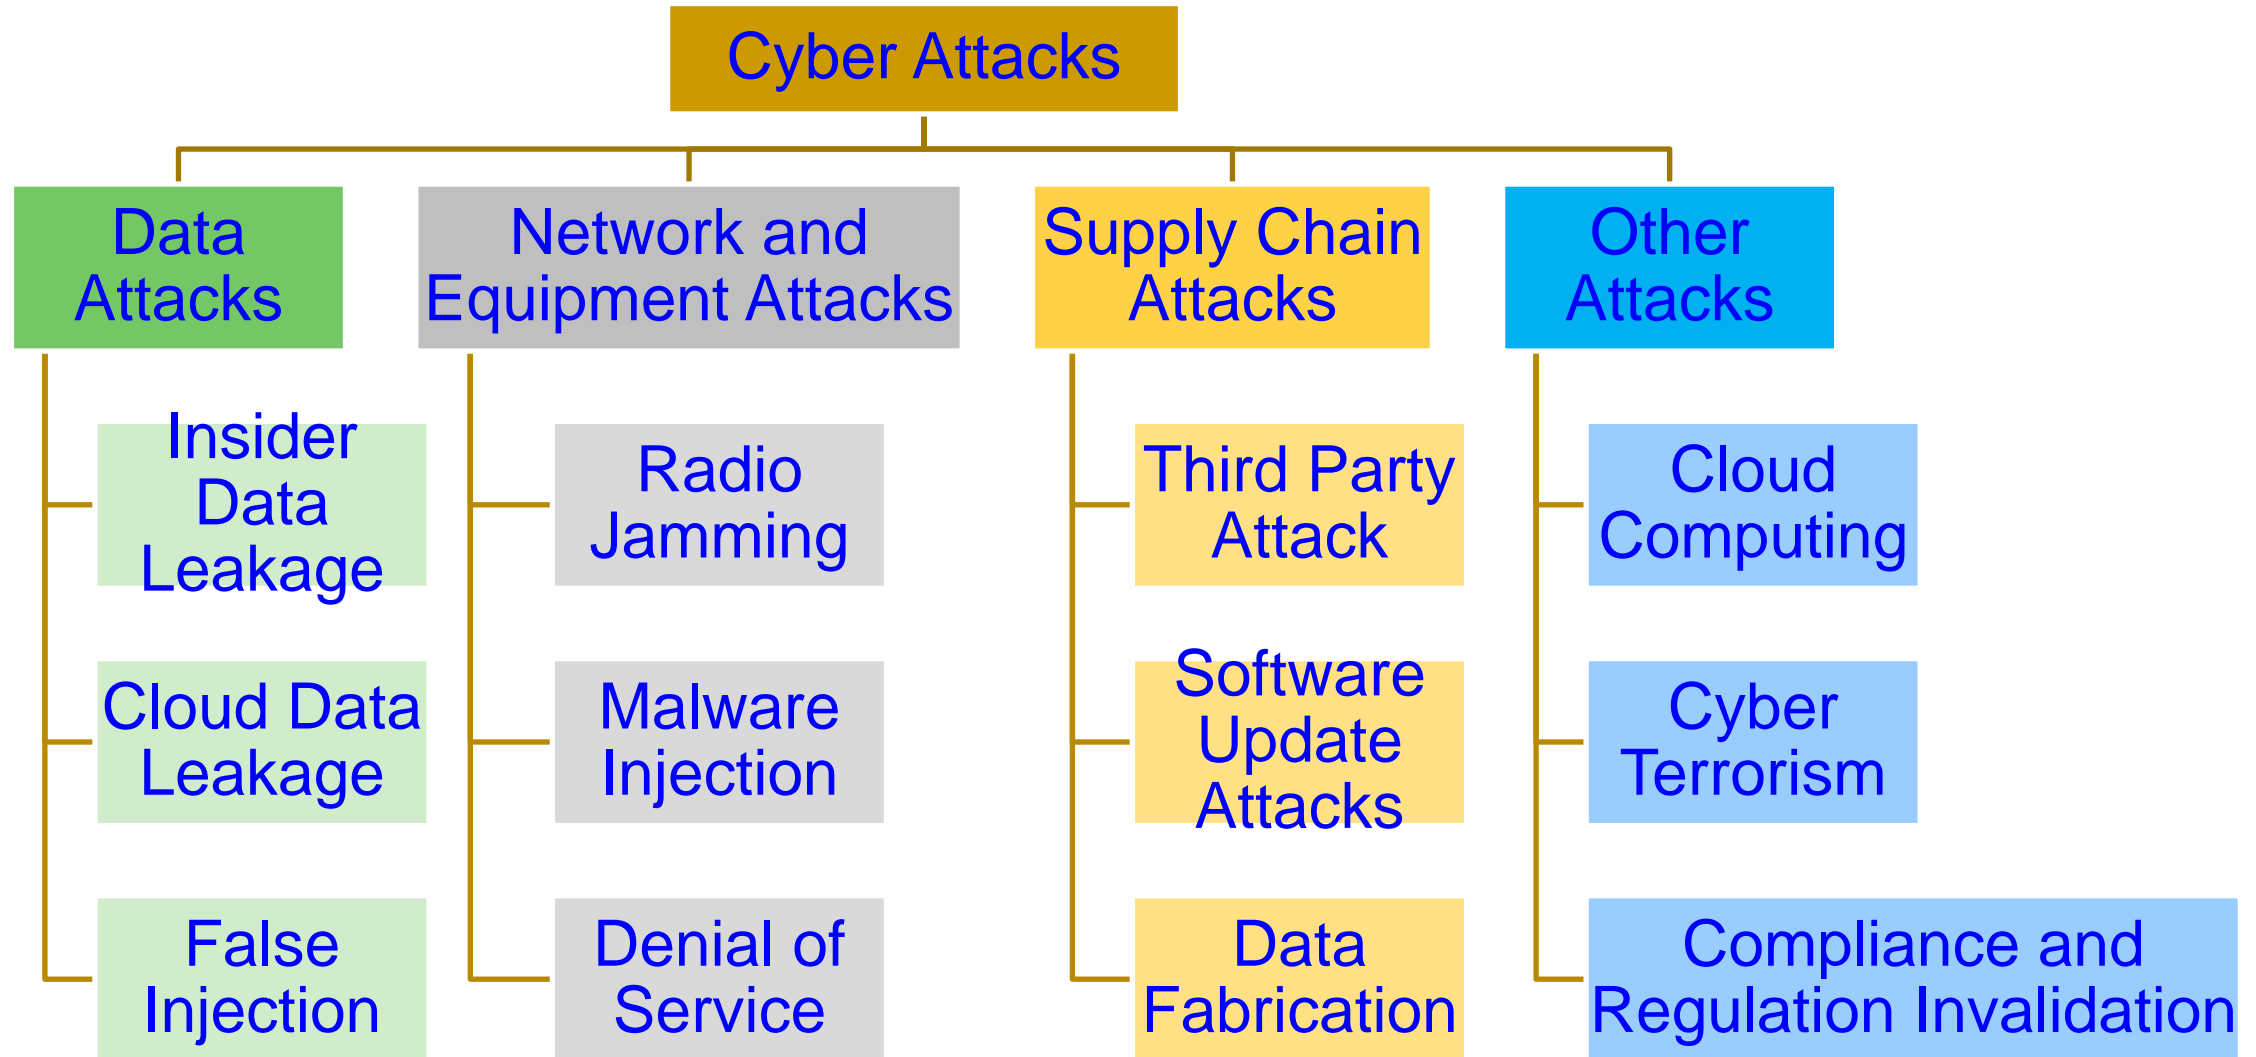 Cyber Attacks
Data
Attacks
Network and
Equipment Attacks
Supply Chain
Attacks
Other
Attacks
Insider
Data
Leakage
Cloud Data
Leakage
False
Injection
Radio
Jamming
Malware
Injection
Denial of
Service
Third Party
Attack
Software
Update
Attacks
Data
Fabrication
Cloud
Computing
Cyber
Terrorism
Compliance and
Regulation Invalidation